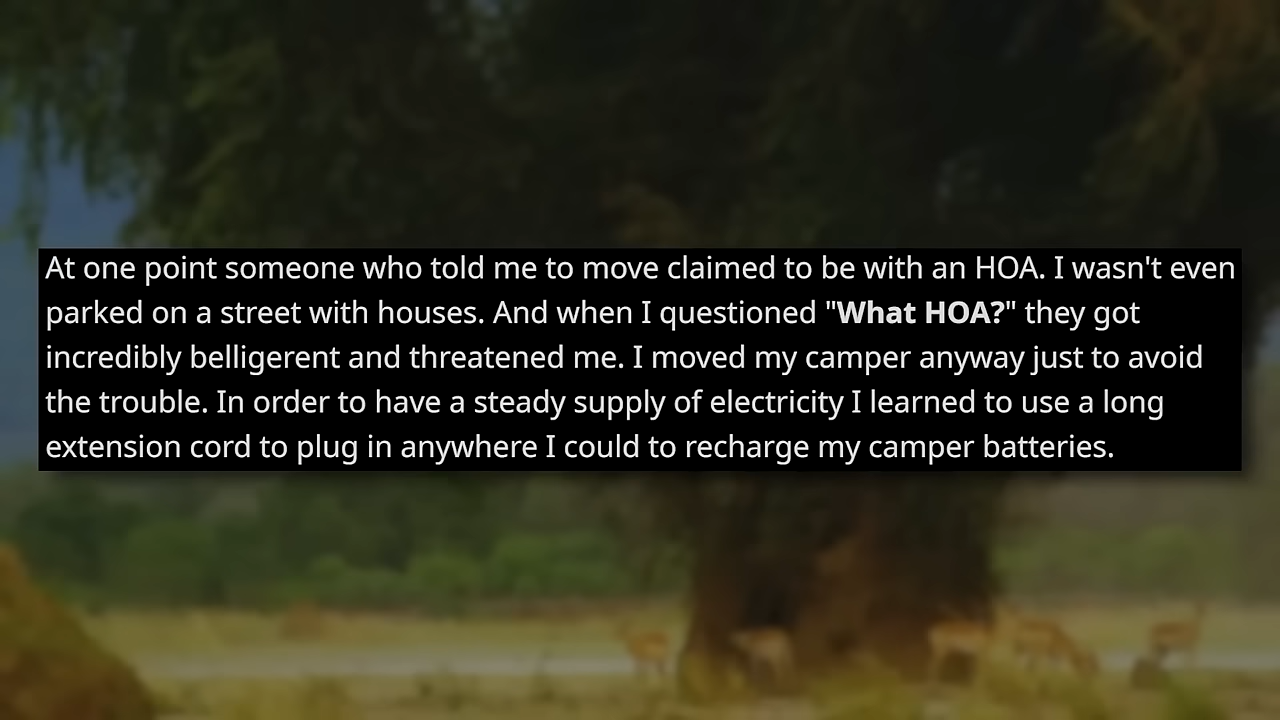 At one point someone who told me to move claimed to be with an HOA. I wasn't even
parked on a street with houses. And when I questioned "What HOA?" they got
incredibly belligerent and threatened me. I moved my camper anyway just to avoid
the trouble. In order to have a steady supply of electricity I learned to use a long
extension cord to plug in anywhere I could to recharge my camper batteries.